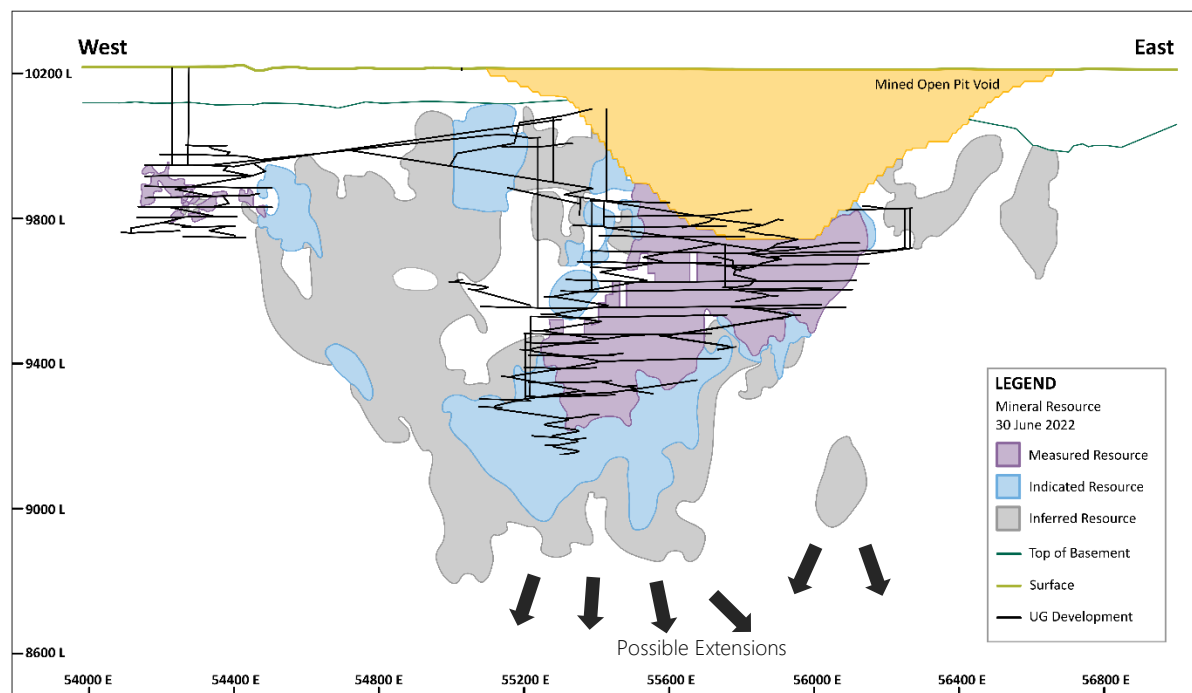 West
East
10200 L
Mined Open Pit Void
9800 L
9400 L
LEGEND
Mineral Resource
30 June 2022
Measured Resource
Indicated Resource
9000 L
Inferred Resource
Top of Basement
Surface
UG Development
Possible Extensions
8600 L
54000 E
54400 E
54800 E
55200 E
55600 E
56000 E
56400 E
56800 E